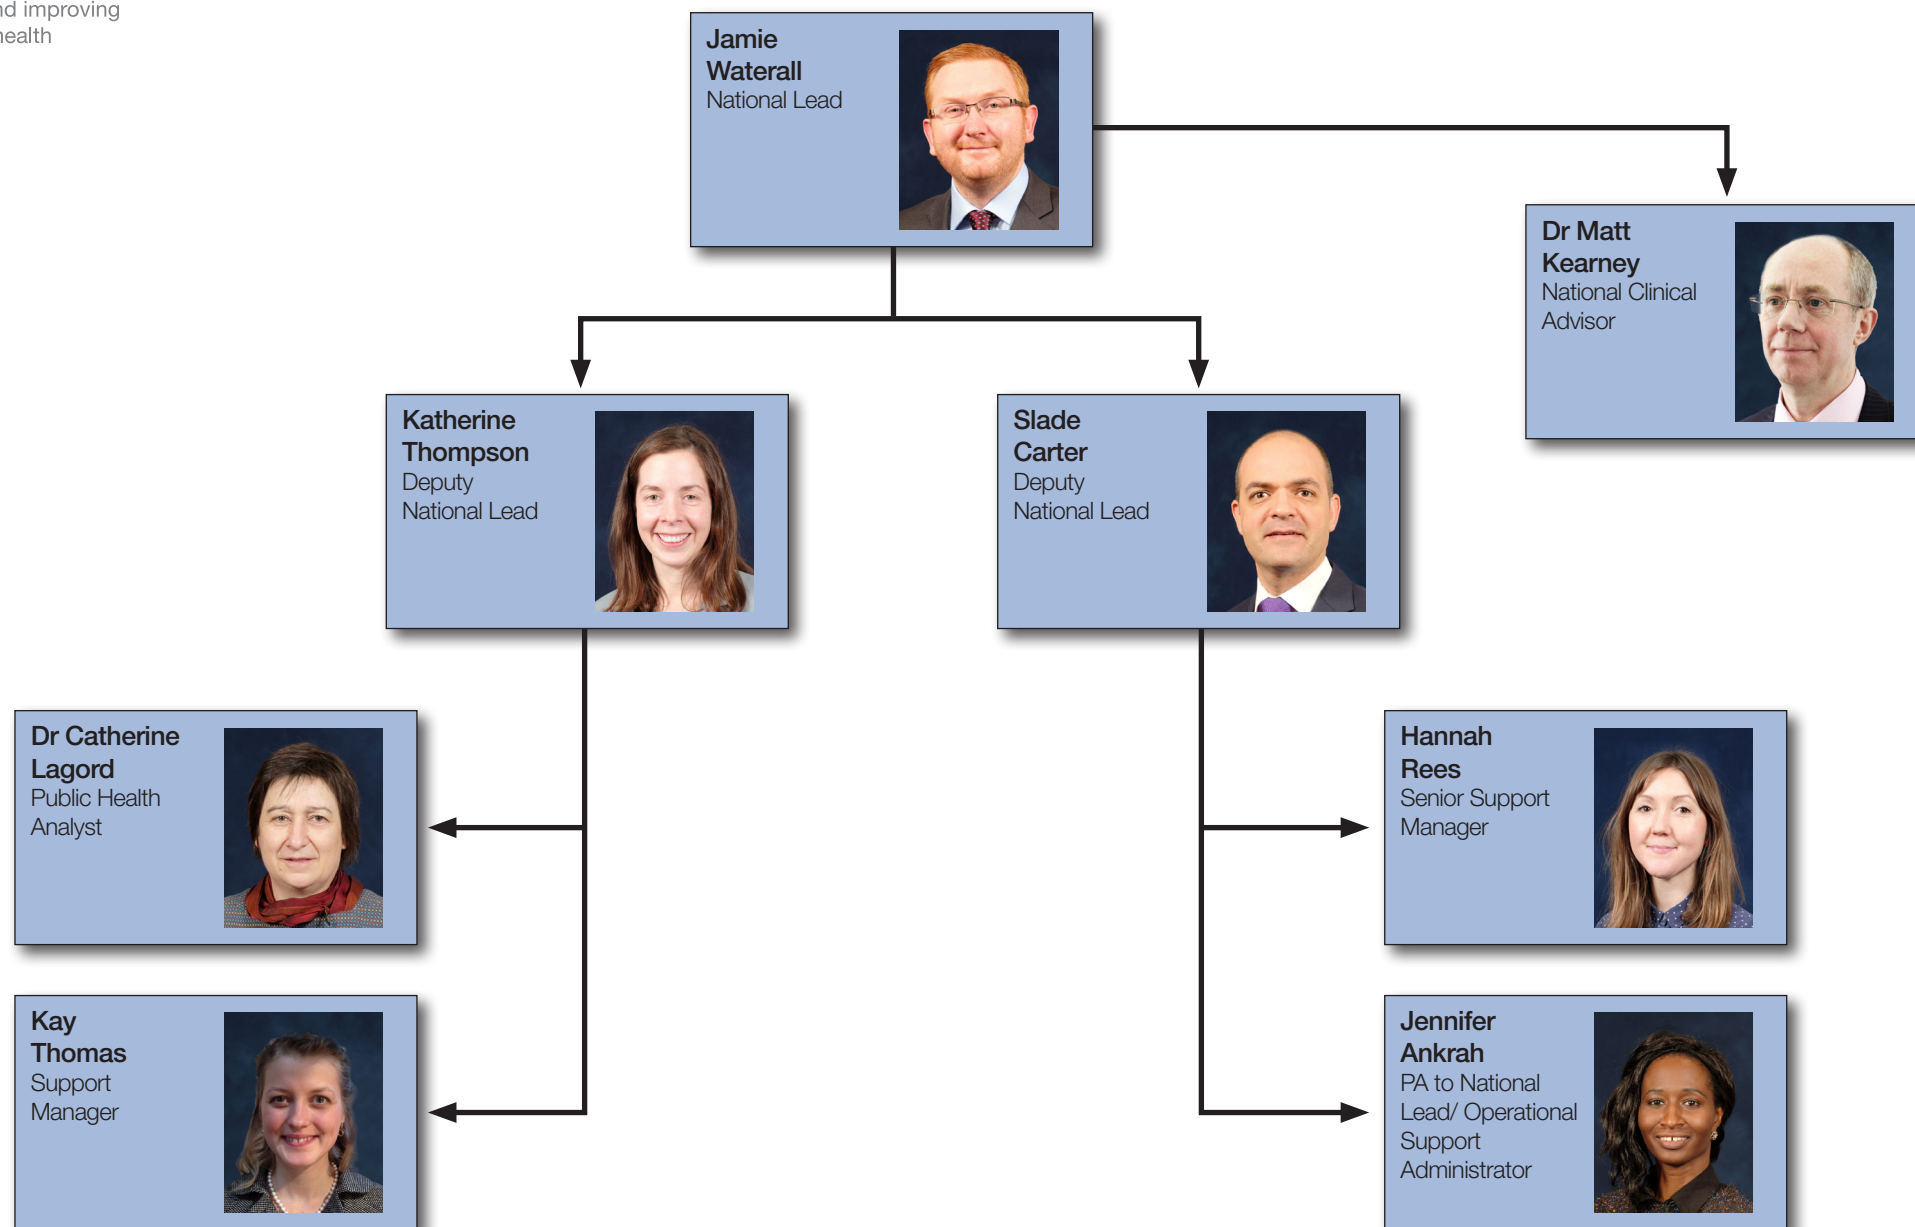 nd improving
health
Jamie
Waterall
National Lead
Dr Matt
Kearney
National Clinical
Advisor
Katherine
Thompson
Deputy
National Lead
Slade
Carter
Deputy
National Lead
Dr Catherine
Lagord
Public Health
Analyst
Hannah
Rees
Senior Support
Manager
Kay
Thomas
Support
Manager
Jennifer
Ankrah
PA to National
Lead/ Operational
Support
Administrator